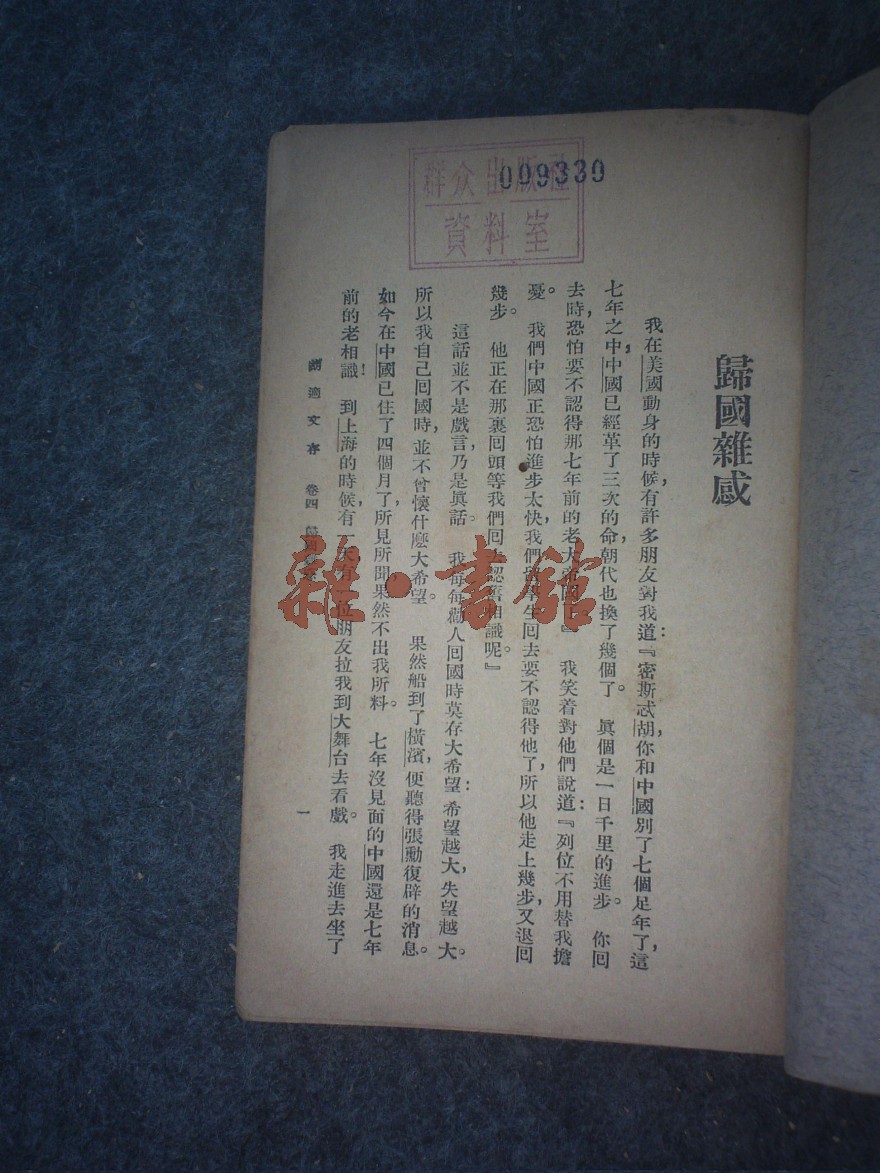 群众出版社
資料室
009339
歸國雜感
我在美國動身的時候,有許多朋友對我道:『密斯忒胡,你和中國別了七個足年了,這
七年之中,中國已經革了三次的命,朝代也換了幾個了。眞個是一日千里的進步。你回
去時,恐怕要不認得那七年前的老大帝國了。』我笑着對他們說道:『列位不用替我擔
憂。我們中國正恐怕進步太快,我們留學生回去要不認得他了,所以他走上幾步,又退回
幾步。他正在那裏回頭等我們回去認舊相識呢。』
這話並不是戲言,乃是眞話。我每每勸人回國時莫存大希望:希望越大,失望越大。
所以我自己回國時,並不曾懷什麽大希望。果然船到了橫濱,便聽得張勳復辟的消息。
如今在中國已住了四個月了,所見所聞,果然不出我所料。七年沒見面的中國還是七年
前的老相識!到上海的時候,有一天,有一位朋友拉我到大舞台去看戲。我走進去坐了
胡適文存 卷四 歸國雜感
一
雜·書館